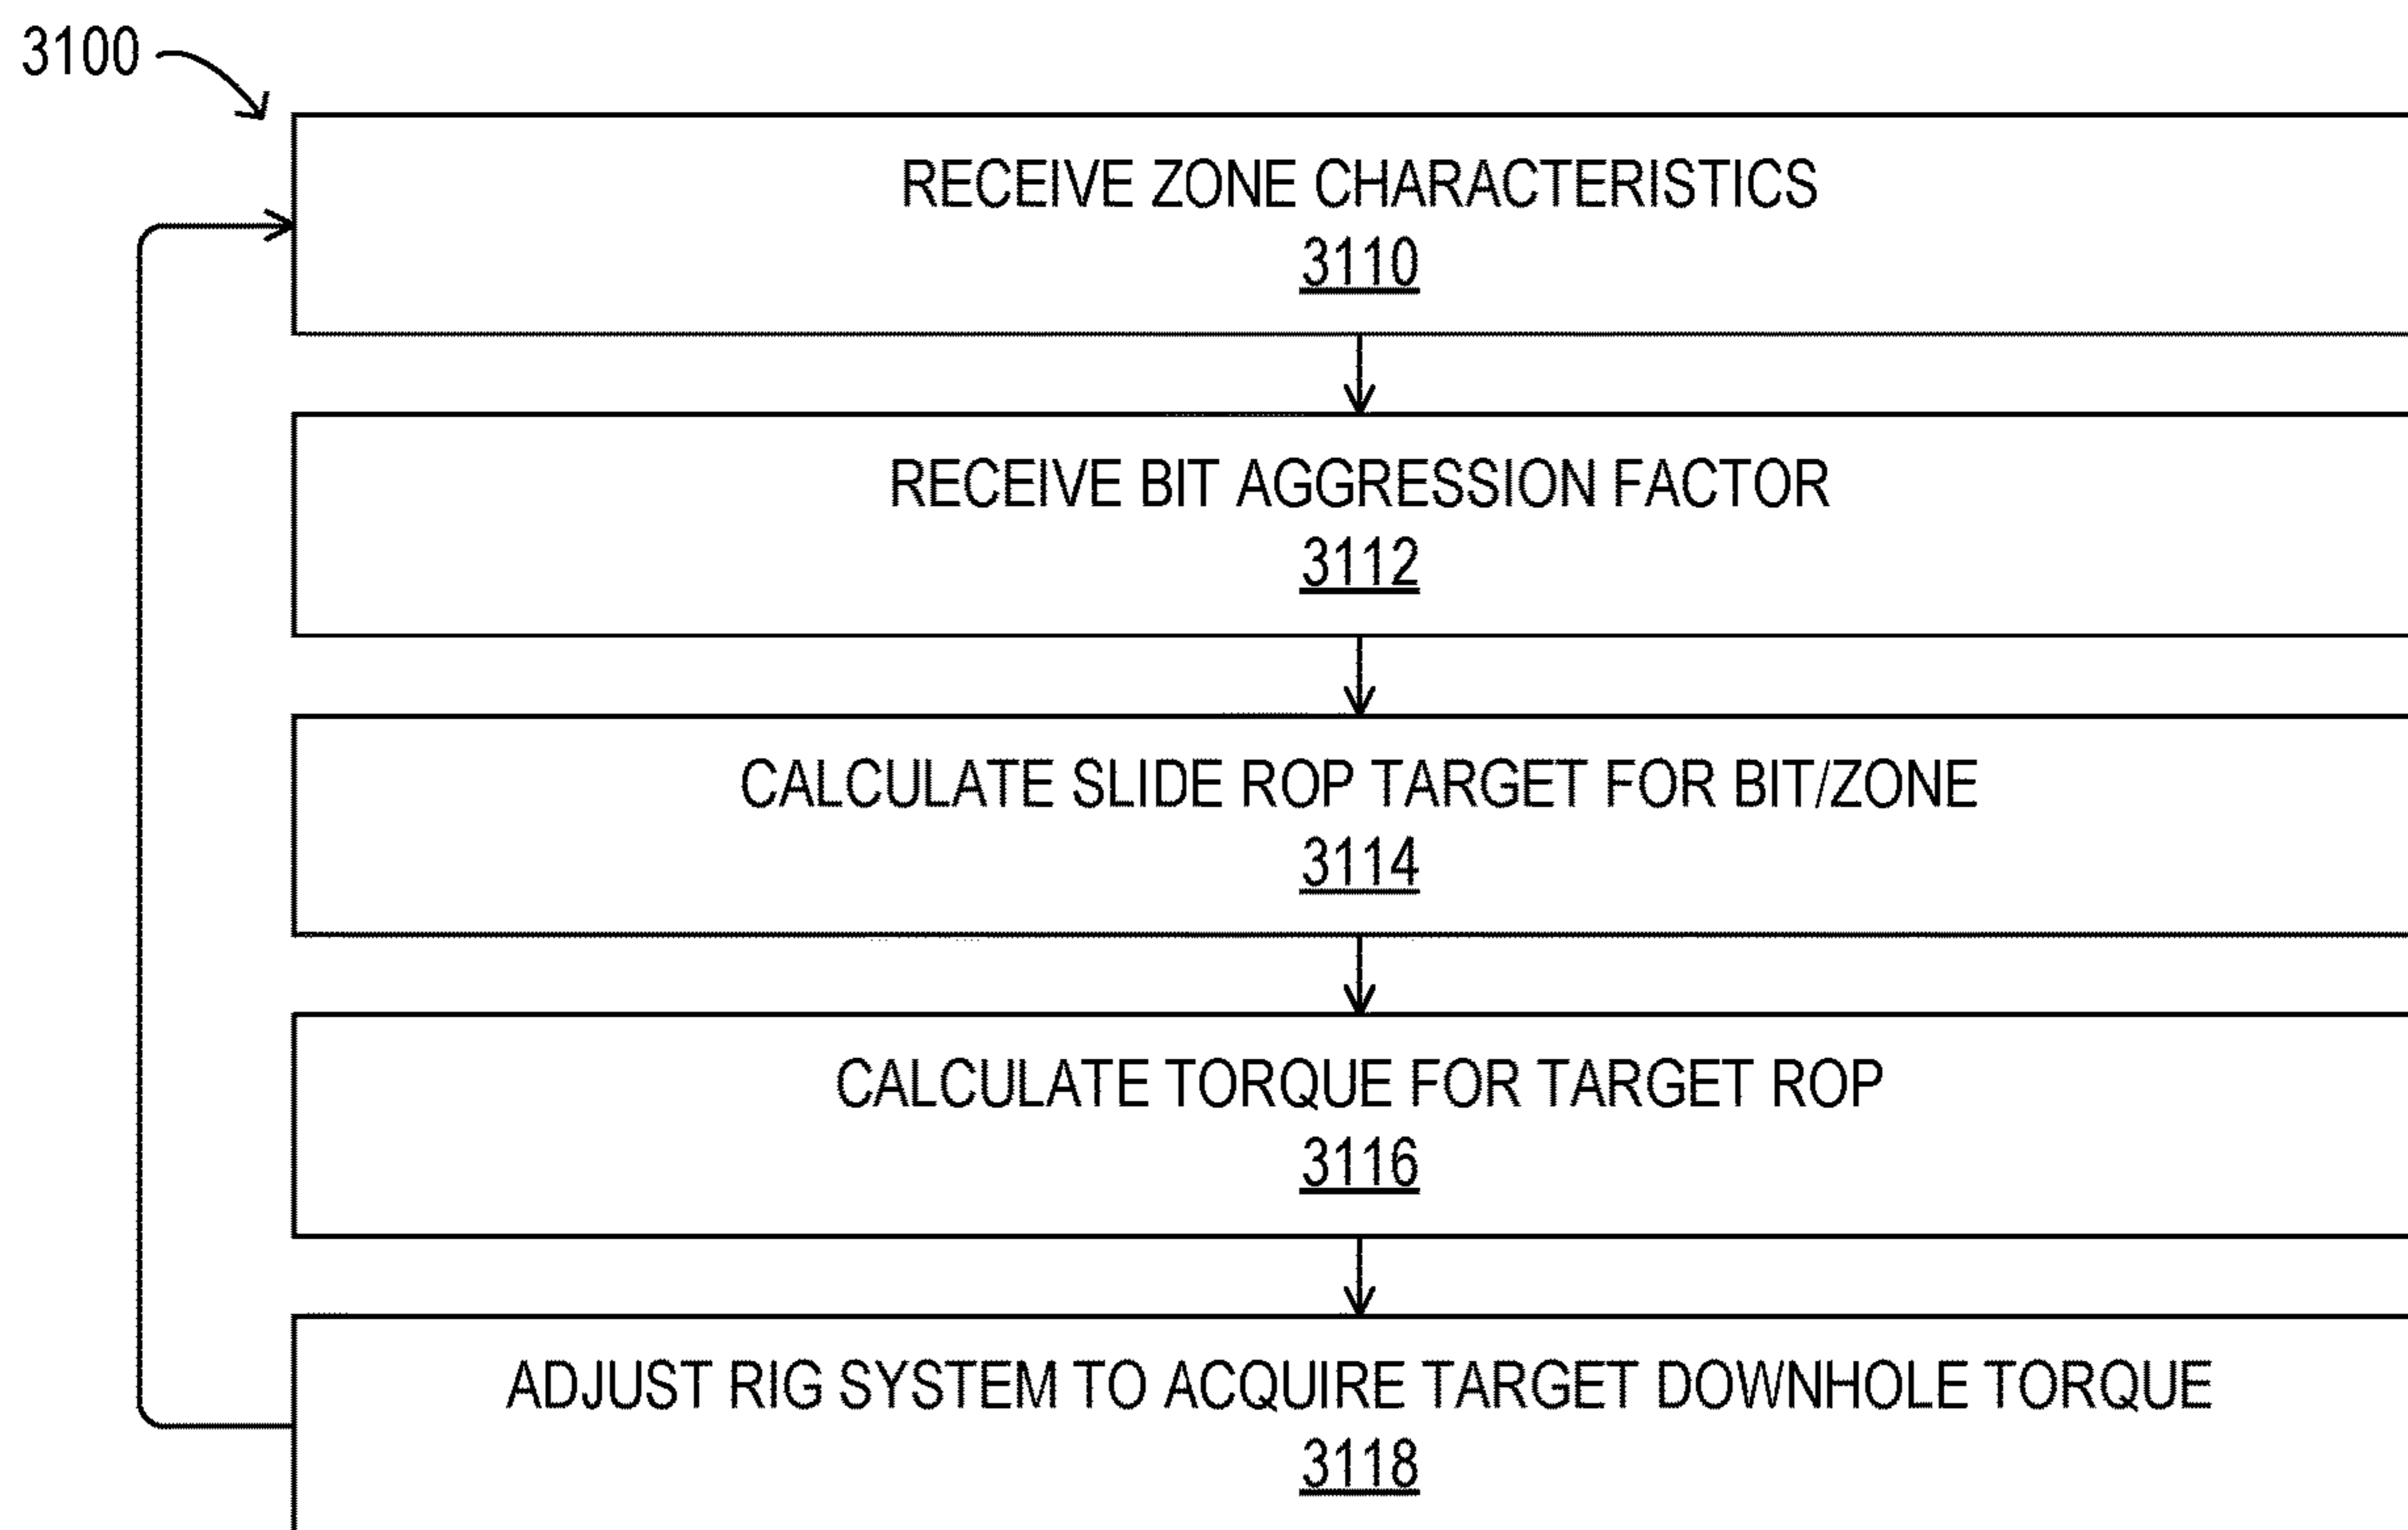 3100
RECEIVE ZONE CHARACTERISTICS
3110
RECEIVE BIT AGGRESSION FACTOR
3112
CALCULATE SLIDE ROP TARGET FOR BIT/ZONE
3114
CALCULATE TORQUE FOR TARGET ROP
3116
ADJUST RIG SYSTEM TO ACQUIRE TARGET DOWNHOLE TORQUE
3118